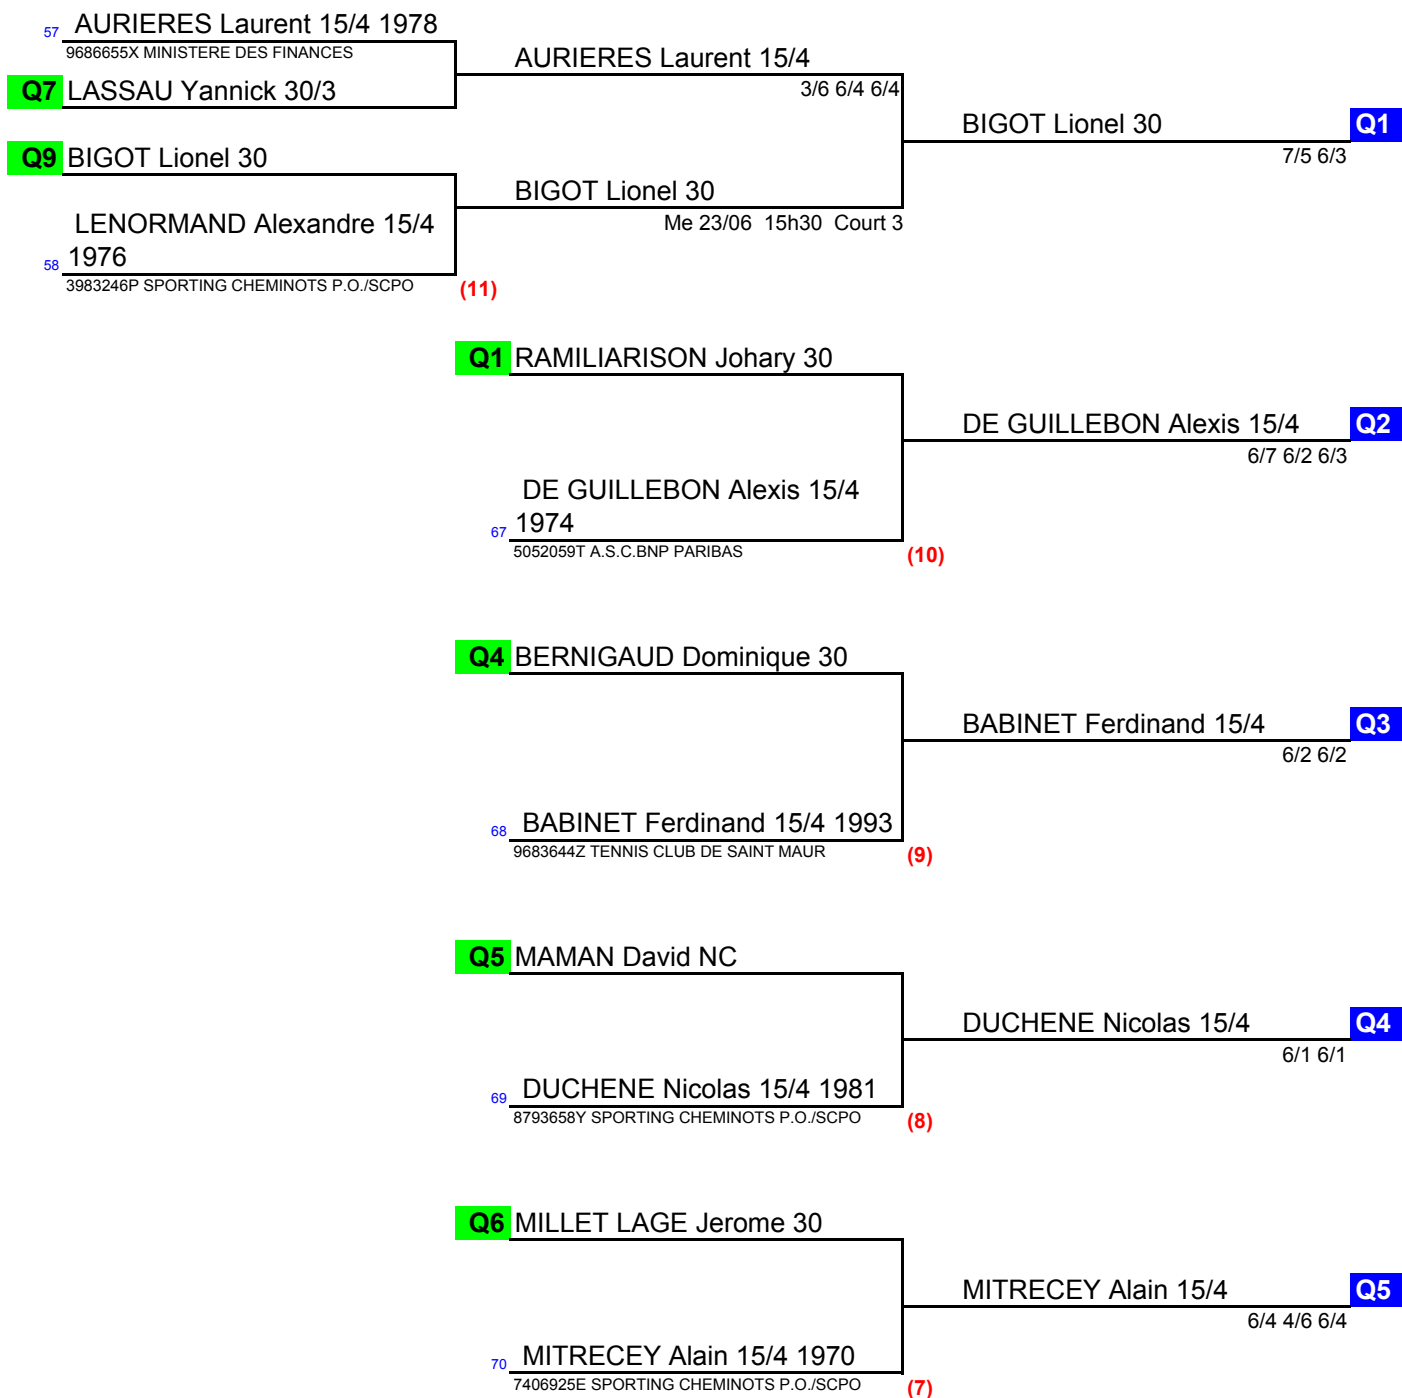 57 AURIERES Laurent 15/4 1978
9686655X MINISTERE DES FINANCES
AURIERES Laurent 15/4
3/6 6/4 6/4
Q7 LASSAU Yannick 30/3
BIGOT Lionel 30 Q1
7/5 6/3
Q9 BIGOT Lionel 30
BIGOT Lionel 30
Me 23/06 15h30 Court 3
LENORMAND Alexandre 15/4
58 1976
3983246P SPORTING CHEMINOTS P.O./SCPO
(11)
Q1 RAMILIARISON Johary 30
DE GUILLEBON Alexis 15/4 Q2
6/7 6/2 6/3
DE GUILLEBON Alexis 15/4
67 1974
5052059T A.S.C.BNP PARIBAS
(10)
Q4 BERNIGAUD Dominique 30
BABINET Ferdinand 15/4 Q3
6/2 6/2
68 BABINET Ferdinand 15/4 1993
9683644Z TENNIS CLUB DE SAINT MAUR
(9)
Q5 MAMAN David NC
DUCHENE Nicolas 15/4 Q4
6/1 6/1
69 DUCHENE Nicolas 15/4 1981
8793658Y SPORTING CHEMINOTS P.O./SCPO
(8)
Q6 MILLET LAGE Jerome 30
MITRECEY Alain 15/4 Q5
6/4 4/6 6/4
70 MITRECEY Alain 15/4 1970
7406925E SPORTING CHEMINOTS P.O./SCPO
(7)